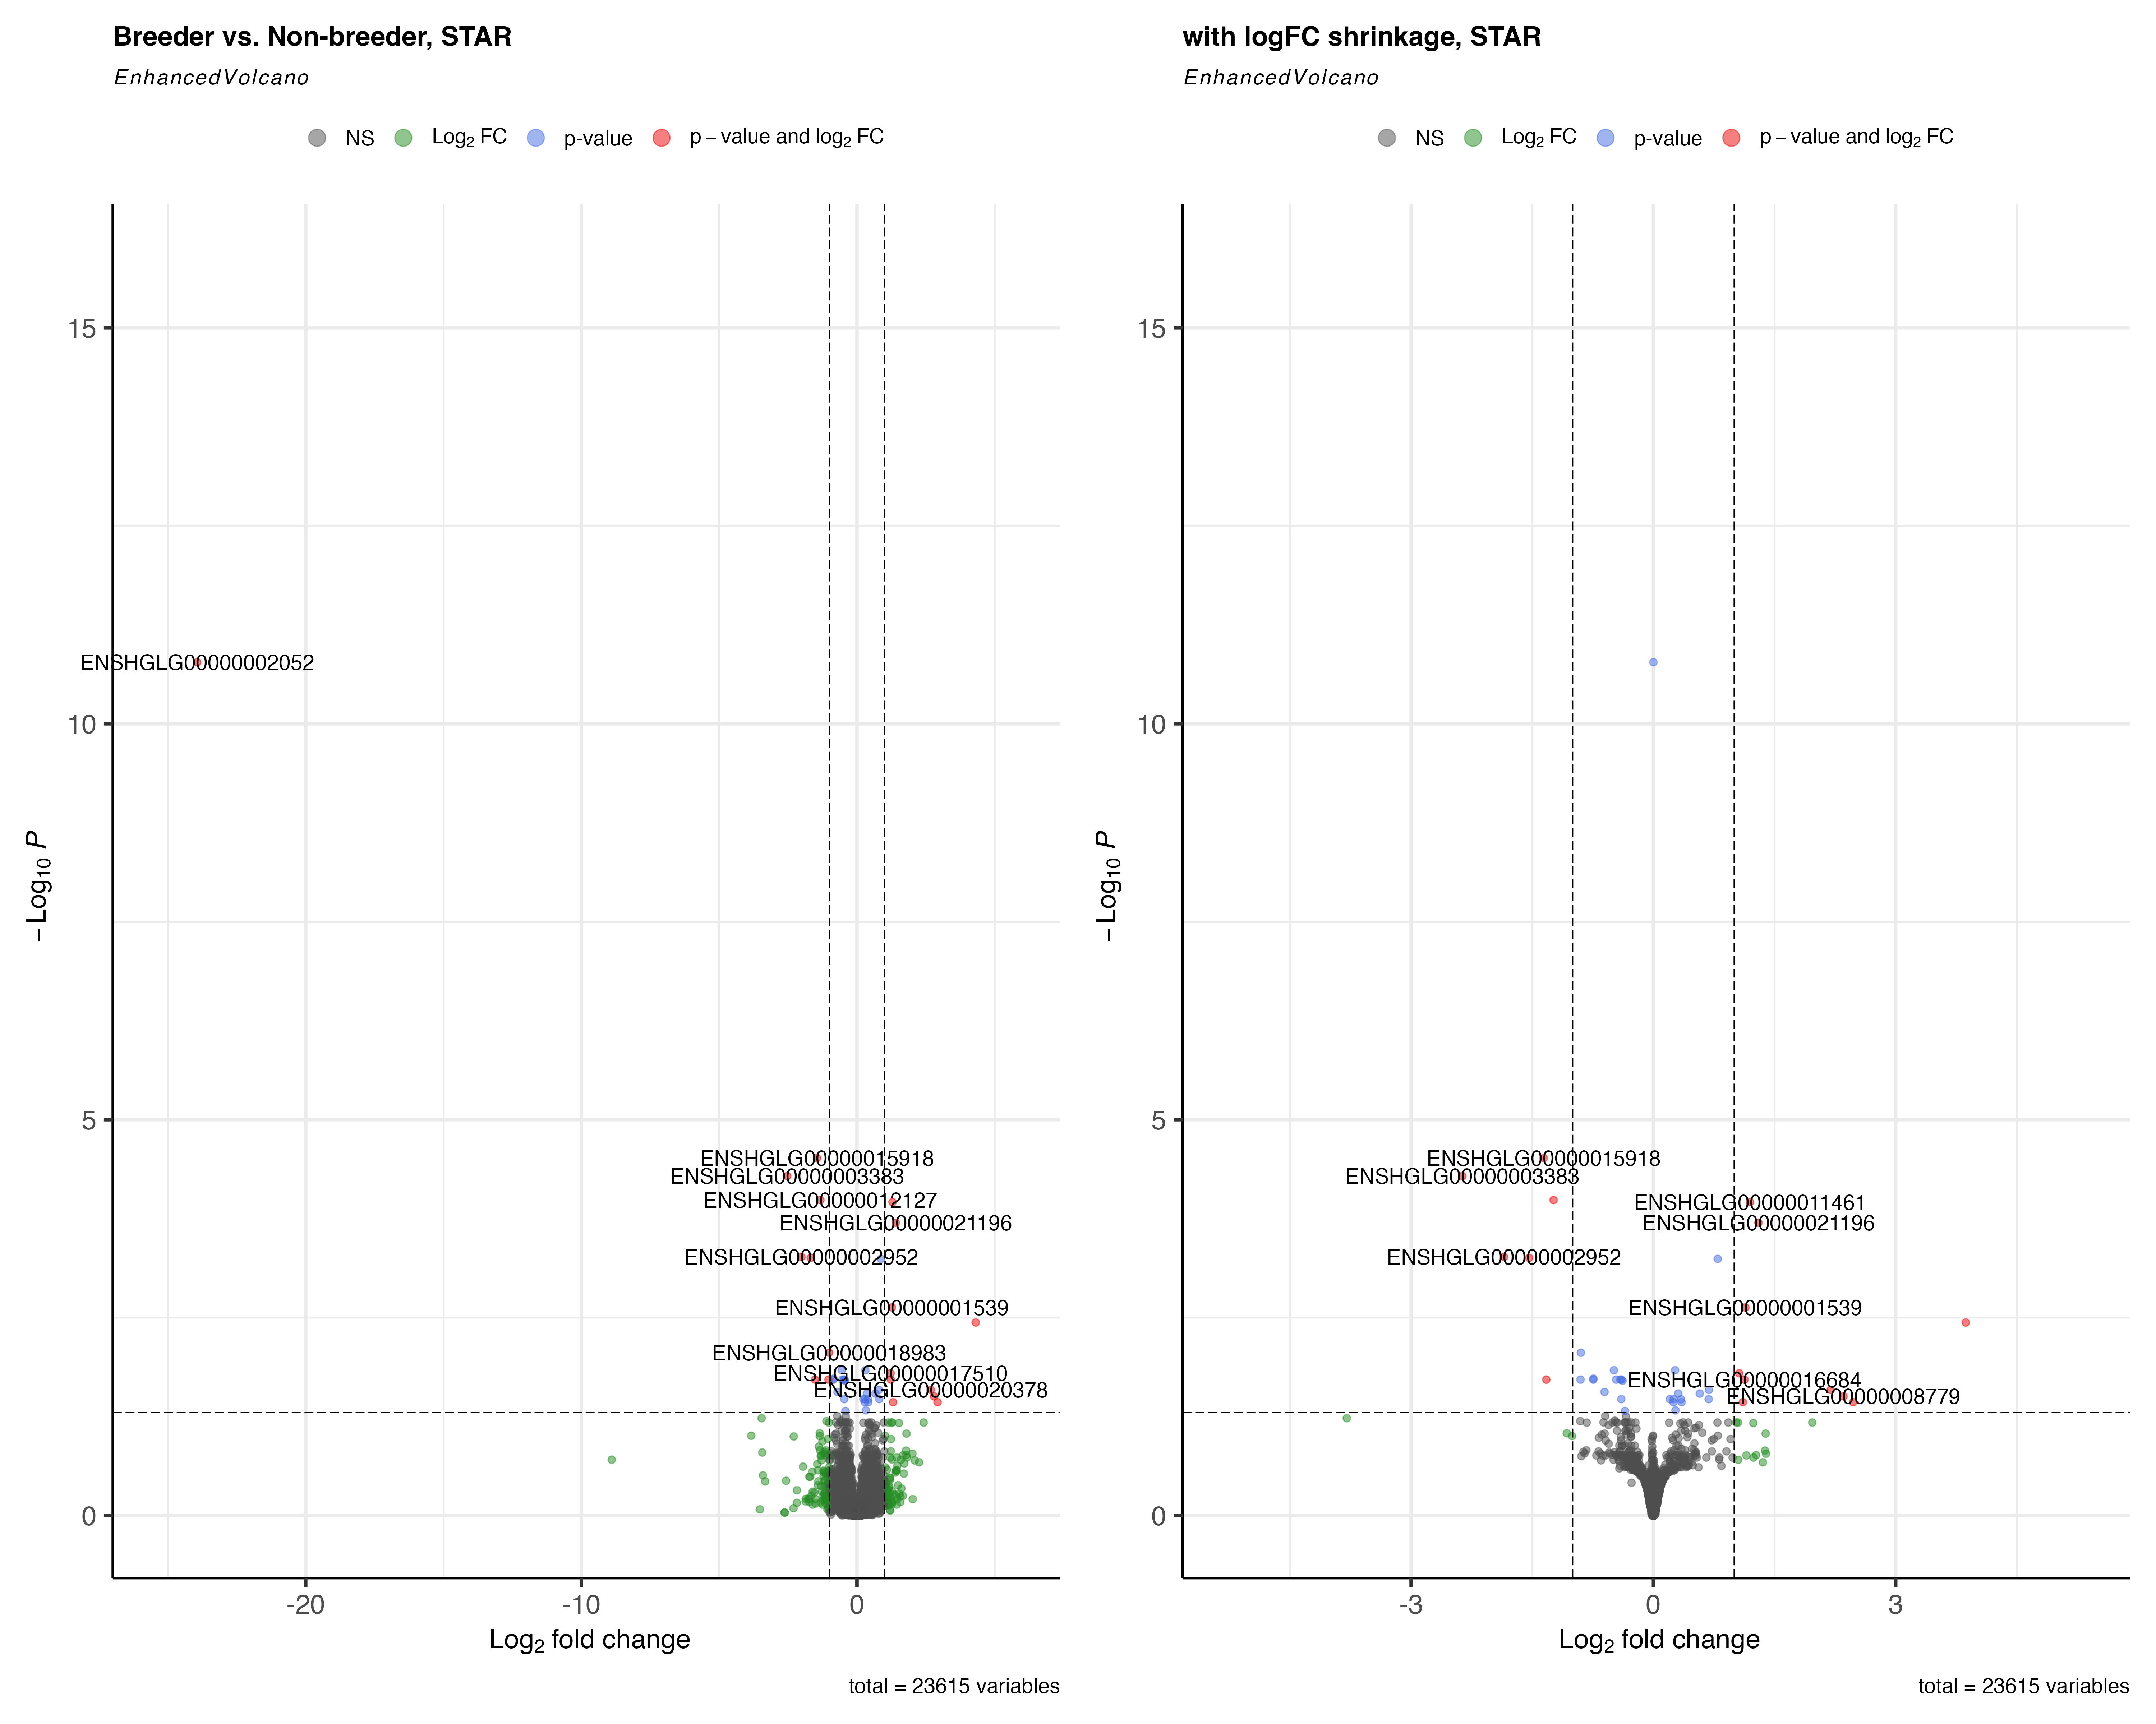 Breeder vs. Non-breeder, STAR
EnhancedVolcano
NS Log2 FC p-value p – value and log2 FC
15
10
5
0
– Log10 P
ENSHGLG00000002052
ENSHGLG00000015918
ENSHGLG00000003383
ENSHGLG00000012127
ENSHGLG00000021196
ENSHGLG00000002952
ENSHGLG00000001539
ENSHGLG00000018983
ENSHGLG00000017510
ENSHGLG00000020378
-20 -10 0
Log2 fold change
total = 23615 variables
with logFC shrinkage, STAR
EnhancedVolcano
NS Log2 FC p-value p – value and log2 FC
15
10
5
0
– Log10 P
ENSHGLG00000015918
ENSHGLG00000003383
ENSHGLG00000011461
ENSHGLG00000021196
ENSHGLG00000002952
ENSHGLG00000001539
ENSHGLG00000016684
ENSHGLG00000008779
-3 0 3
Log2 fold change
total = 23615 variables